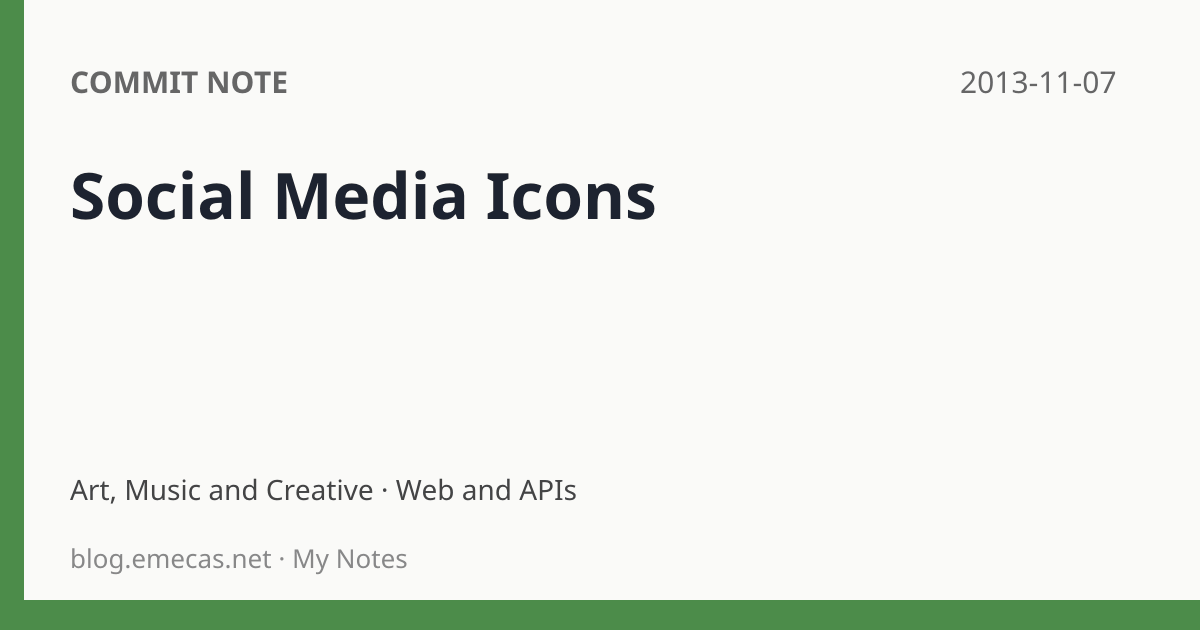 COMMIT NOTE
2013-11-07
Social Media Icons
Art, Music and Creative · Web and APIs
blog.emecas.net · My Notes